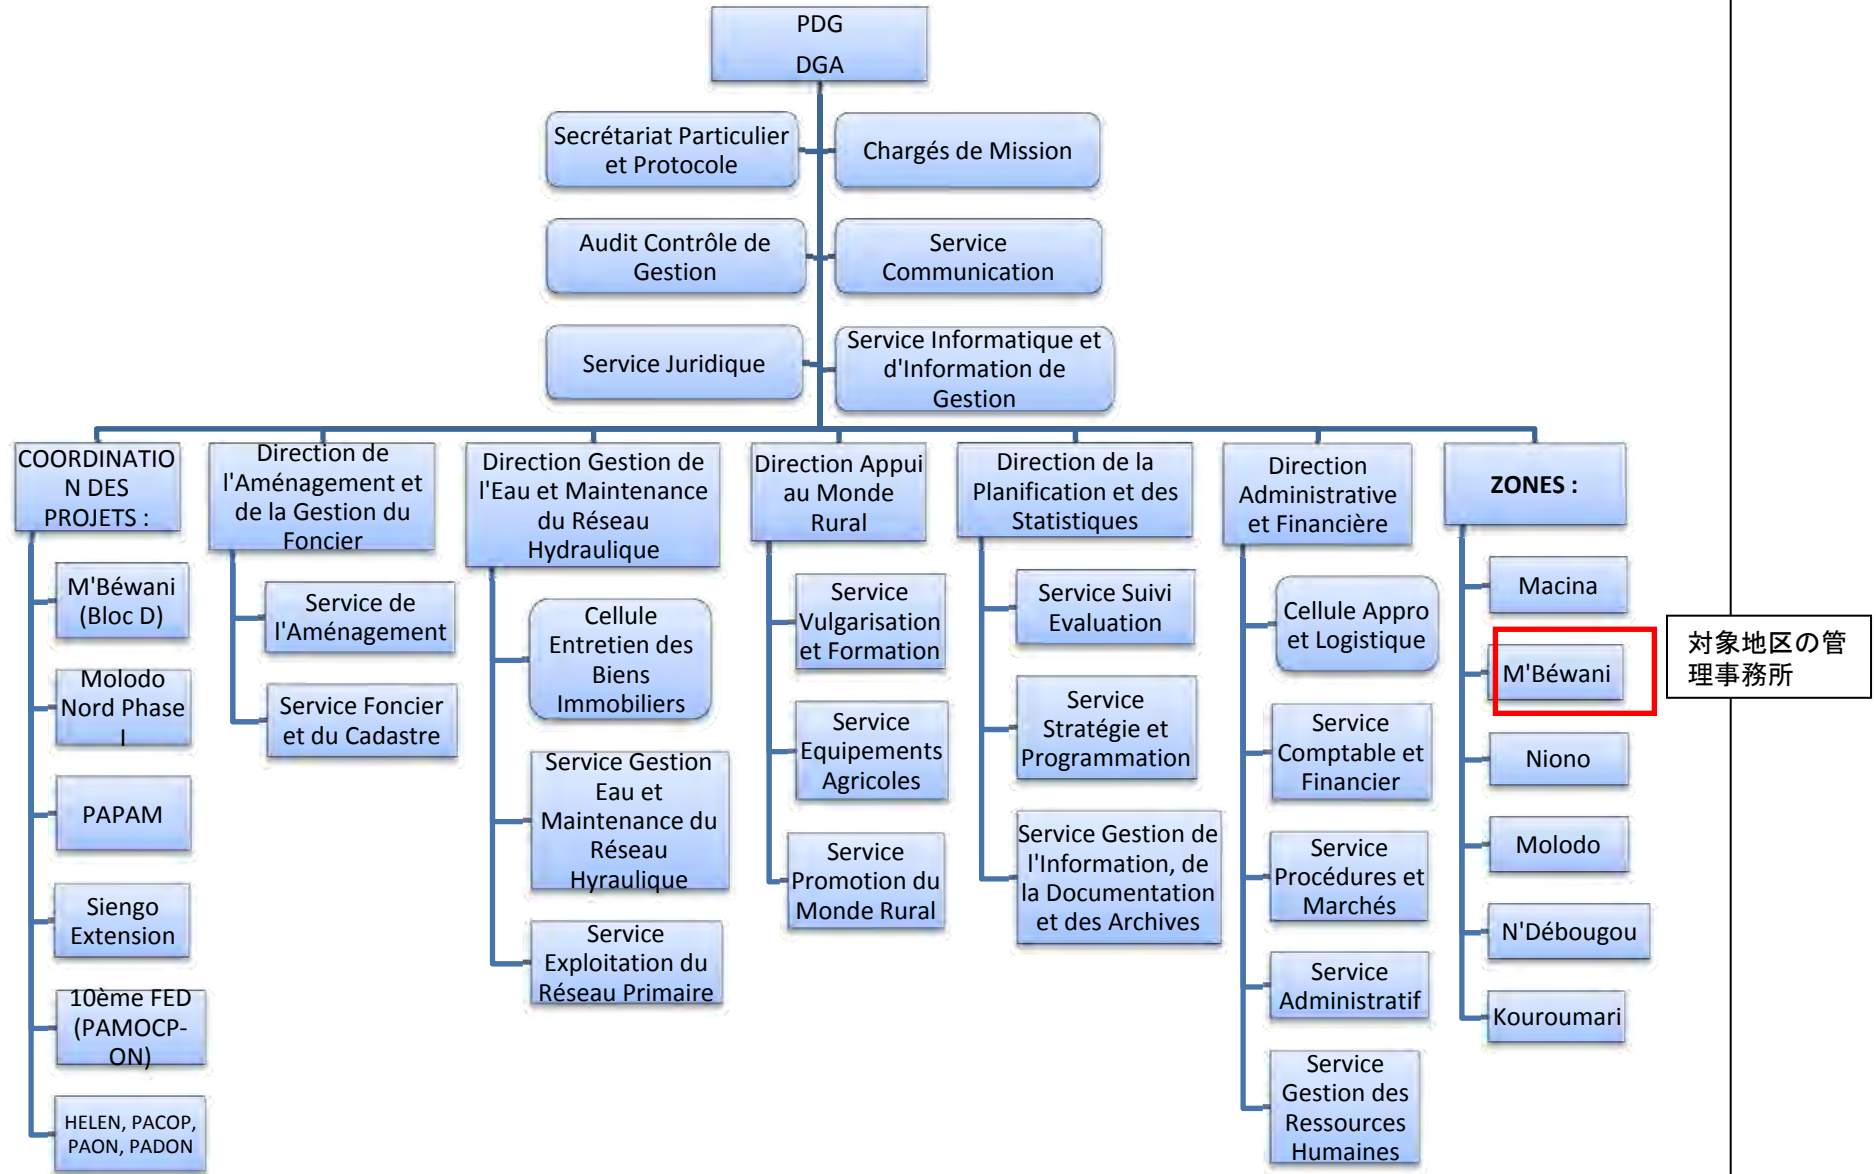 PDG
DGA
Secrétariat Particulier
et Protocole
Chargés de Mission
Audit Contrôle de
Gestion
Service
Communication
Service Juridique
Service Informatique et
d'Information de
Gestion
COORDINATIO
N DES
PROJETS :
M'Béwani
(Bloc D)
Molodo
Nord Phase
I
PAPAM
Siengo
Extension
10ème FED
(PAMOCP-
ON)
HELEN, PACOP,
PAON, PADON
Direction de
l'Aménagement et
de la Gestion du
Foncier
Service de
l'Aménagement
Service Foncier
et du Cadastre
Direction Gestion de
l'Eau et Maintenance
du Réseau
Hydraulique
Cellule
Entretien des
Biens
Immobiliers
Service Gestion
Eau et
Maintenance du
Réseau
Hyraulique
Service
Exploitation du
Réseau Primaire
Direction Appui
au Monde
Rural
Service
Vulgarisation
et Formation
Service
Equipements
Agricoles
Service
Promotion du
Monde Rural
Direction de la
Planification et des
Statistiques
Service Suivi
Evaluation
Service
Stratégie et
Programmation
Service Gestion de
l'Information, de
la Documentation
et des Archives
Direction
Administrative
et Financière
Cellule Appro
et Logistique
Service
Comptable et
Financier
Service
Procédures et
Marchés
Service
Administratif
Service
Gestion des
Ressources
Humaines
ZONES :
Macina
M'Béwani
Niono
Molodo
N'Débougou
Kouroumari
対象地区の管
理事務所